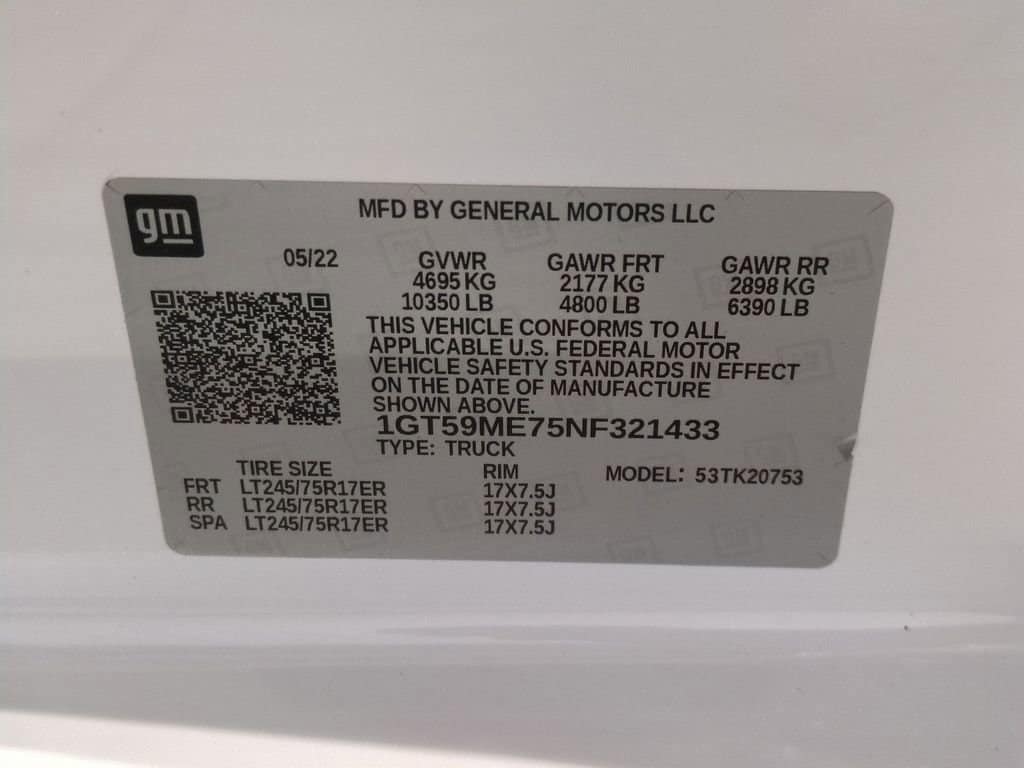 gm
MFD BY GENERAL MOTORS LLC
05/22 GVWR GAWR FRT GAWR RR
4695 KG 2177 KG 2898 KG
10350 LB 4800 LB 6390 LB
THIS VEHICLE CONFORMS TO ALL
APPLICABLE U.S. FEDERAL MOTOR
VEHICLE SAFETY STANDARDS IN EFFECT
ON THE DATE OF MANUFACTURE
SHOWN ABOVE.
1GT59ME75NF321433
TYPE: TRUCK
TIRE SIZE RIM MODEL: 53TK20753
FRT LT245/75R17ER 17X7.5J
RR LT245/75R17ER 17X7.5J
SPA LT245/75R17ER 17X7.5J